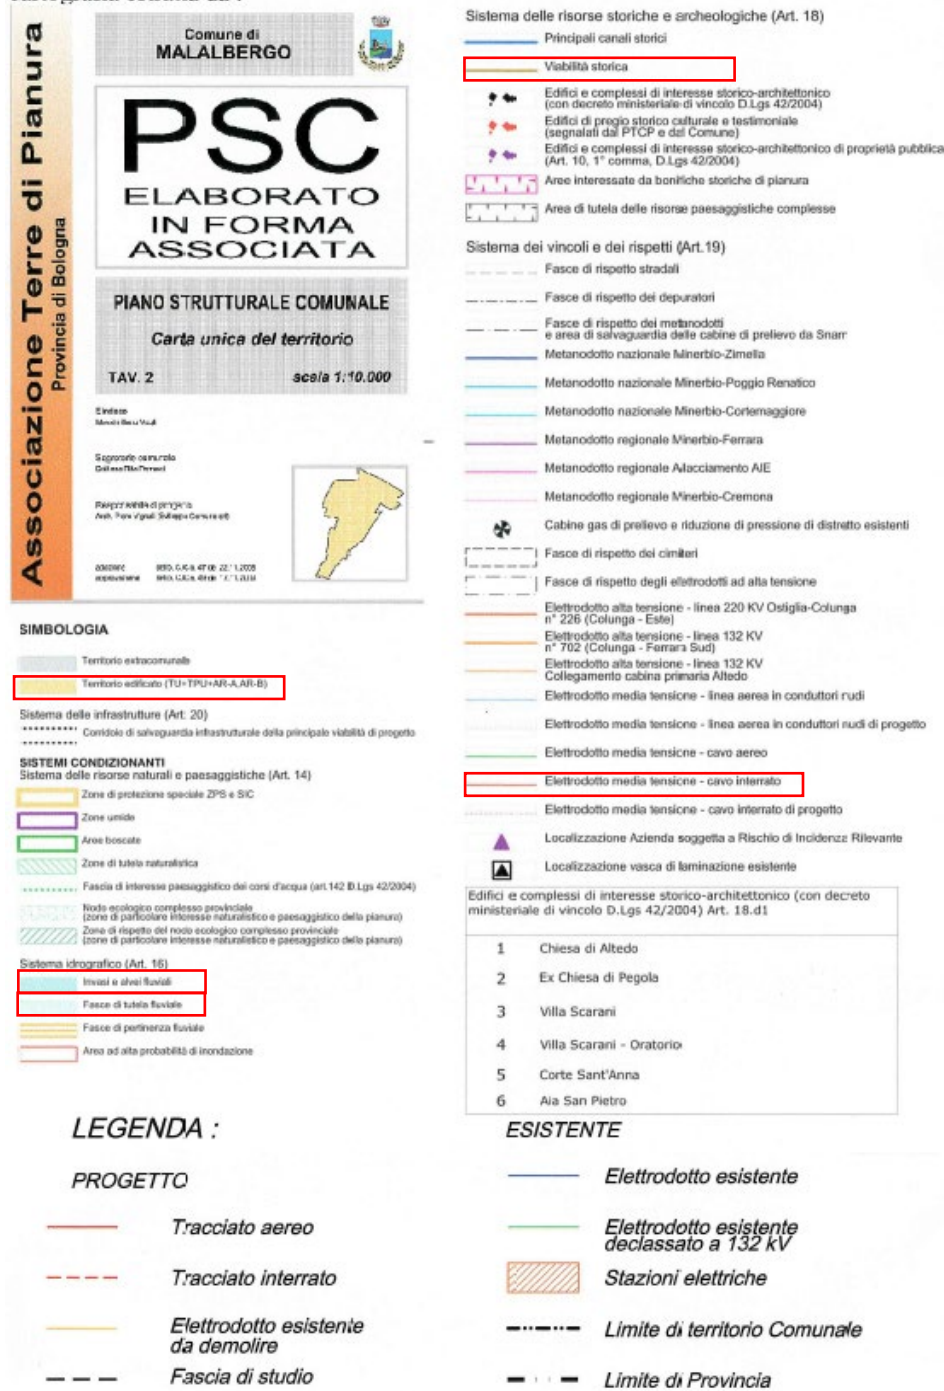 Associazione Terre di Pianura
Provincia di Bologna
Comune di
MALALBERGO
PSC
ELABORATO
IN FORMA
ASSOCIATA
PIANO STRUTTURALE COMUNALE
Carta unica del territorio
TAV. 2 scala 1:10.000
Sindaco
Segretario comunale
Responsabile di progetto
adozione
approvazione
SIMBOLOGIA
Territorio extracomunale
Territorio edificato (TU=TPU+AR-A,AR-B)
Sistema delle infrastrutture (Art. 20)
Corridoio di salvaguardia infrastrutturale della principale viabilità di progetto
SISTEMI CONDIZIONANTI
Sistema delle risorse naturali e paesaggistiche (Art. 14)
Zone di protezione speciale ZPS e SIC
Zone umide
Aree boscate
Zone di tutela naturalistica
Fascia di interesse paesaggistico dei corsi d'acqua (art.142 D.Lgs 42/2004)
Nodo ecologico complesso provinciale
(zone di particolare interesse naturalistico e paesaggistico della pianura)
Zona di rispetto del nodo ecologico complesso provinciale
(zone di particolare interesse naturalistico e paesaggistico della pianura)
Sistema idrografico (Art. 16)
Invasi e alvei fluviali
Fasce di tutela fluviale
Fasce di pertinenza fluviale
Area ad alta probabilità di inondazione
Sistema delle risorse storiche e archeologiche (Art. 18)
Principali canali storici
Viabilità storica
Edifici e complessi di interesse storico-architettonico
(con decreto ministeriale di vincolo D.Lgs 42/2004)
Edifici di pregio storico culturale e testimoniale
(segnalati dal PTCP e dal Comune)
Edifici e complessi di interesse storico-architettonico di proprietà pubblica
(Art. 10, 1° comma, D.Lgs 42/2004)
Aree interessate da bonifiche storiche di pianura
Area di tutela delle risorse paesaggistiche complesse
Sistema dei vincoli e dei rispetti (Art.19)
Fasce di rispetto stradali
Fasce di rispetto dei depuratori
Fasce di rispetto dei metanodotti
e area di salvaguardia delle cabine di prelievo da Snam
Metanodotto nazionale Minerbio-Zimella
Metanodotto nazionale Minerbio-Poggio Renatico
Metanodotto nazionale Minerbio-Cortemaggiore
Metanodotto regionale Minerbio-Ferrara
Metanodotto regionale Allacciamento AIE
Metanodotto regionale Minerbio-Cremona
Cabine gas di prelievo e riduzione di pressione di distretto esistenti
Fasce di rispetto dei cimiteri
Fasce di rispetto degli elettrodotti ad alta tensione
Elettrodotto alta tensione - linea 220 KV Ostiglia-Colunga
n° 226 (Colunga - Este)
Elettrodotto alta tensione - linea 132 KV
n° 702 (Colunga - Ferrara Sud)
Elettrodotto alta tensione - linea 132 KV
Collegamento cabina primaria Altedo
Elettrodotto media tensione - linea aerea in conduttori nudi
Elettrodotto media tensione - linea aerea in conduttori nudi di progetto
Elettrodotto media tensione - cavo aereo
Elettrodotto media tensione - cavo interrato
Elettrodotto media tensione - cavo interrato di progetto
Localizzazione Azienda soggetta a Rischio di Incidenza Rilevante
Localizzazione vasca di laminazione esistente
Edifici e complessi di interesse storico-architettonico (con decreto
ministeriale di vincolo D.Lgs 42/2004) Art. 18.d1
1 Chiesa di Altedo
2 Ex Chiesa di Pegola
3 Villa Scarani
4 Villa Scarani - Oratorio
5 Corte Sant'Anna
6 Aia San Pietro
LEGENDA :
PROGETTO
Tracciato aereo
Tracciato interrato
Elettrodotto esistente
da demolire
Fascia di studio
ESISTENTE
Elettrodotto esistente
Elettrodotto esistente
declassato a 132 kV
Stazioni elettriche
Limite di territorio Comunale
Limite di Provincia